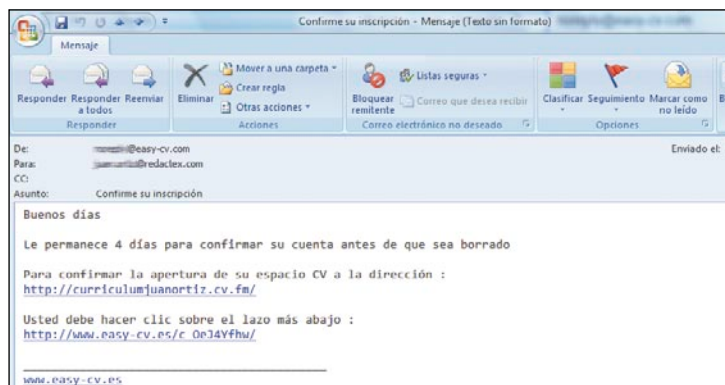 Confirme su inscripción - Mensaje (Texto sin formato)
Mensaje
Responder Responder a todos Reenviar
Responder
Eliminar
Mover a una carpeta
Crear regla
Otras acciones
Acciones
Bloquear remitente
Listas seguras
Correo que desea recibir
Correo electrónico no deseado
Clasificar Seguimiento Marcar como no leído
Opciones
De: @easy-cv.com
Enviado el:
Para: @redactex.com
CC:
Asunto: Confirme su inscripción
Buenos días
Le permanece 4 días para confirmar su cuenta antes de que sea borrado
Para confirmar la apertura de su espacio CV a la dirección :
http://curriculumjuanortiz.cv.fm/
Usted debe hacer clic sobre el lazo más abajo :
http://www.easy-cv.es/c_OeJ4Yfhw/
www.easy-cv.es